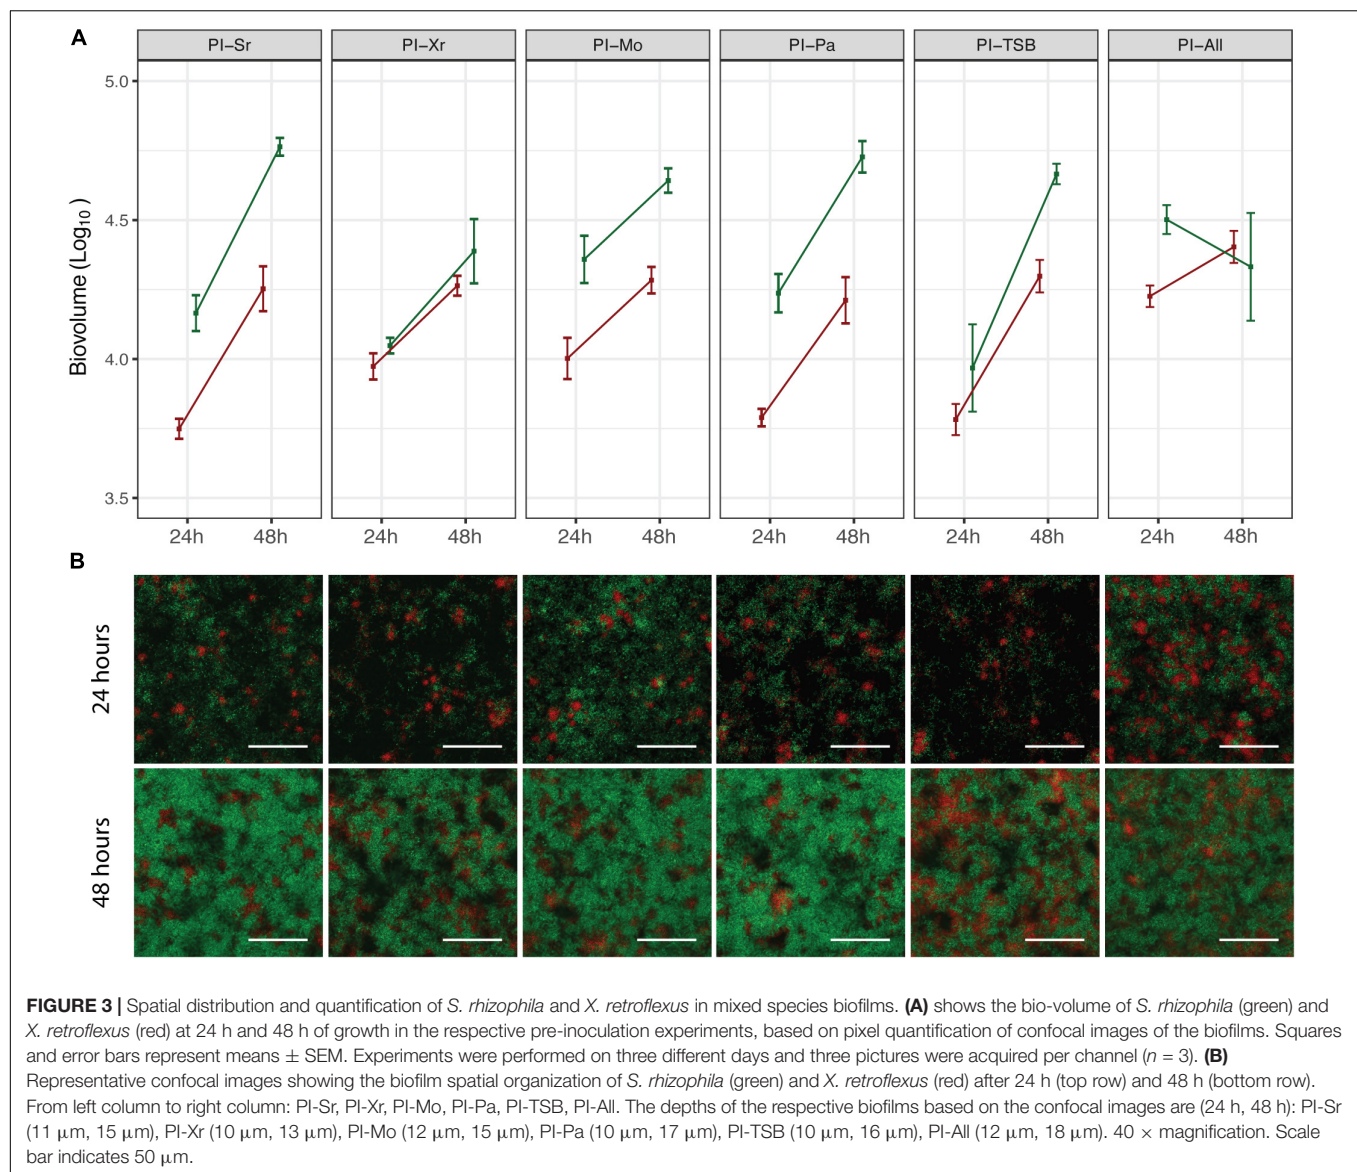 A
PI–Sr PI–Xr PI–Mo PI–Pa PI–TSB PI–All
Biovolume (Log10)
5.0
4.5
4.0
3.5
24h 48h 24h 48h 24h 48h 24h 48h 24h 48h 24h 48h
B
24 hours
48 hours
FIGURE 3 | Spatial distribution and quantification of S. rhizophila and X. retroflexus in mixed species biofilms. (A) shows the bio-volume of S. rhizophila (green) and
X. retroflexus (red) at 24 h and 48 h of growth in the respective pre-inoculation experiments, based on pixel quantification of confocal images of the biofilms. Squares
and error bars represent means ± SEM. Experiments were performed on three different days and three pictures were acquired per channel (n = 3). (B)
Representative confocal images showing the biofilm spatial organization of S. rhizophila (green) and X. retroflexus (red) after 24 h (top row) and 48 h (bottom row).
From left column to right column: PI-Sr, PI-Xr, PI-Mo, PI-Pa, PI-TSB, PI-All. The depths of the respective biofilms based on the confocal images are (24 h, 48 h): PI-Sr
(11 μm, 15 μm), PI-Xr (10 μm, 13 μm), PI-Mo (12 μm, 15 μm), PI-Pa (10 μm, 17 μm), PI-TSB (10 μm, 16 μm), PI-All (12 μm, 18 μm). 40 × magnification. Scale
bar indicates 50 μm.